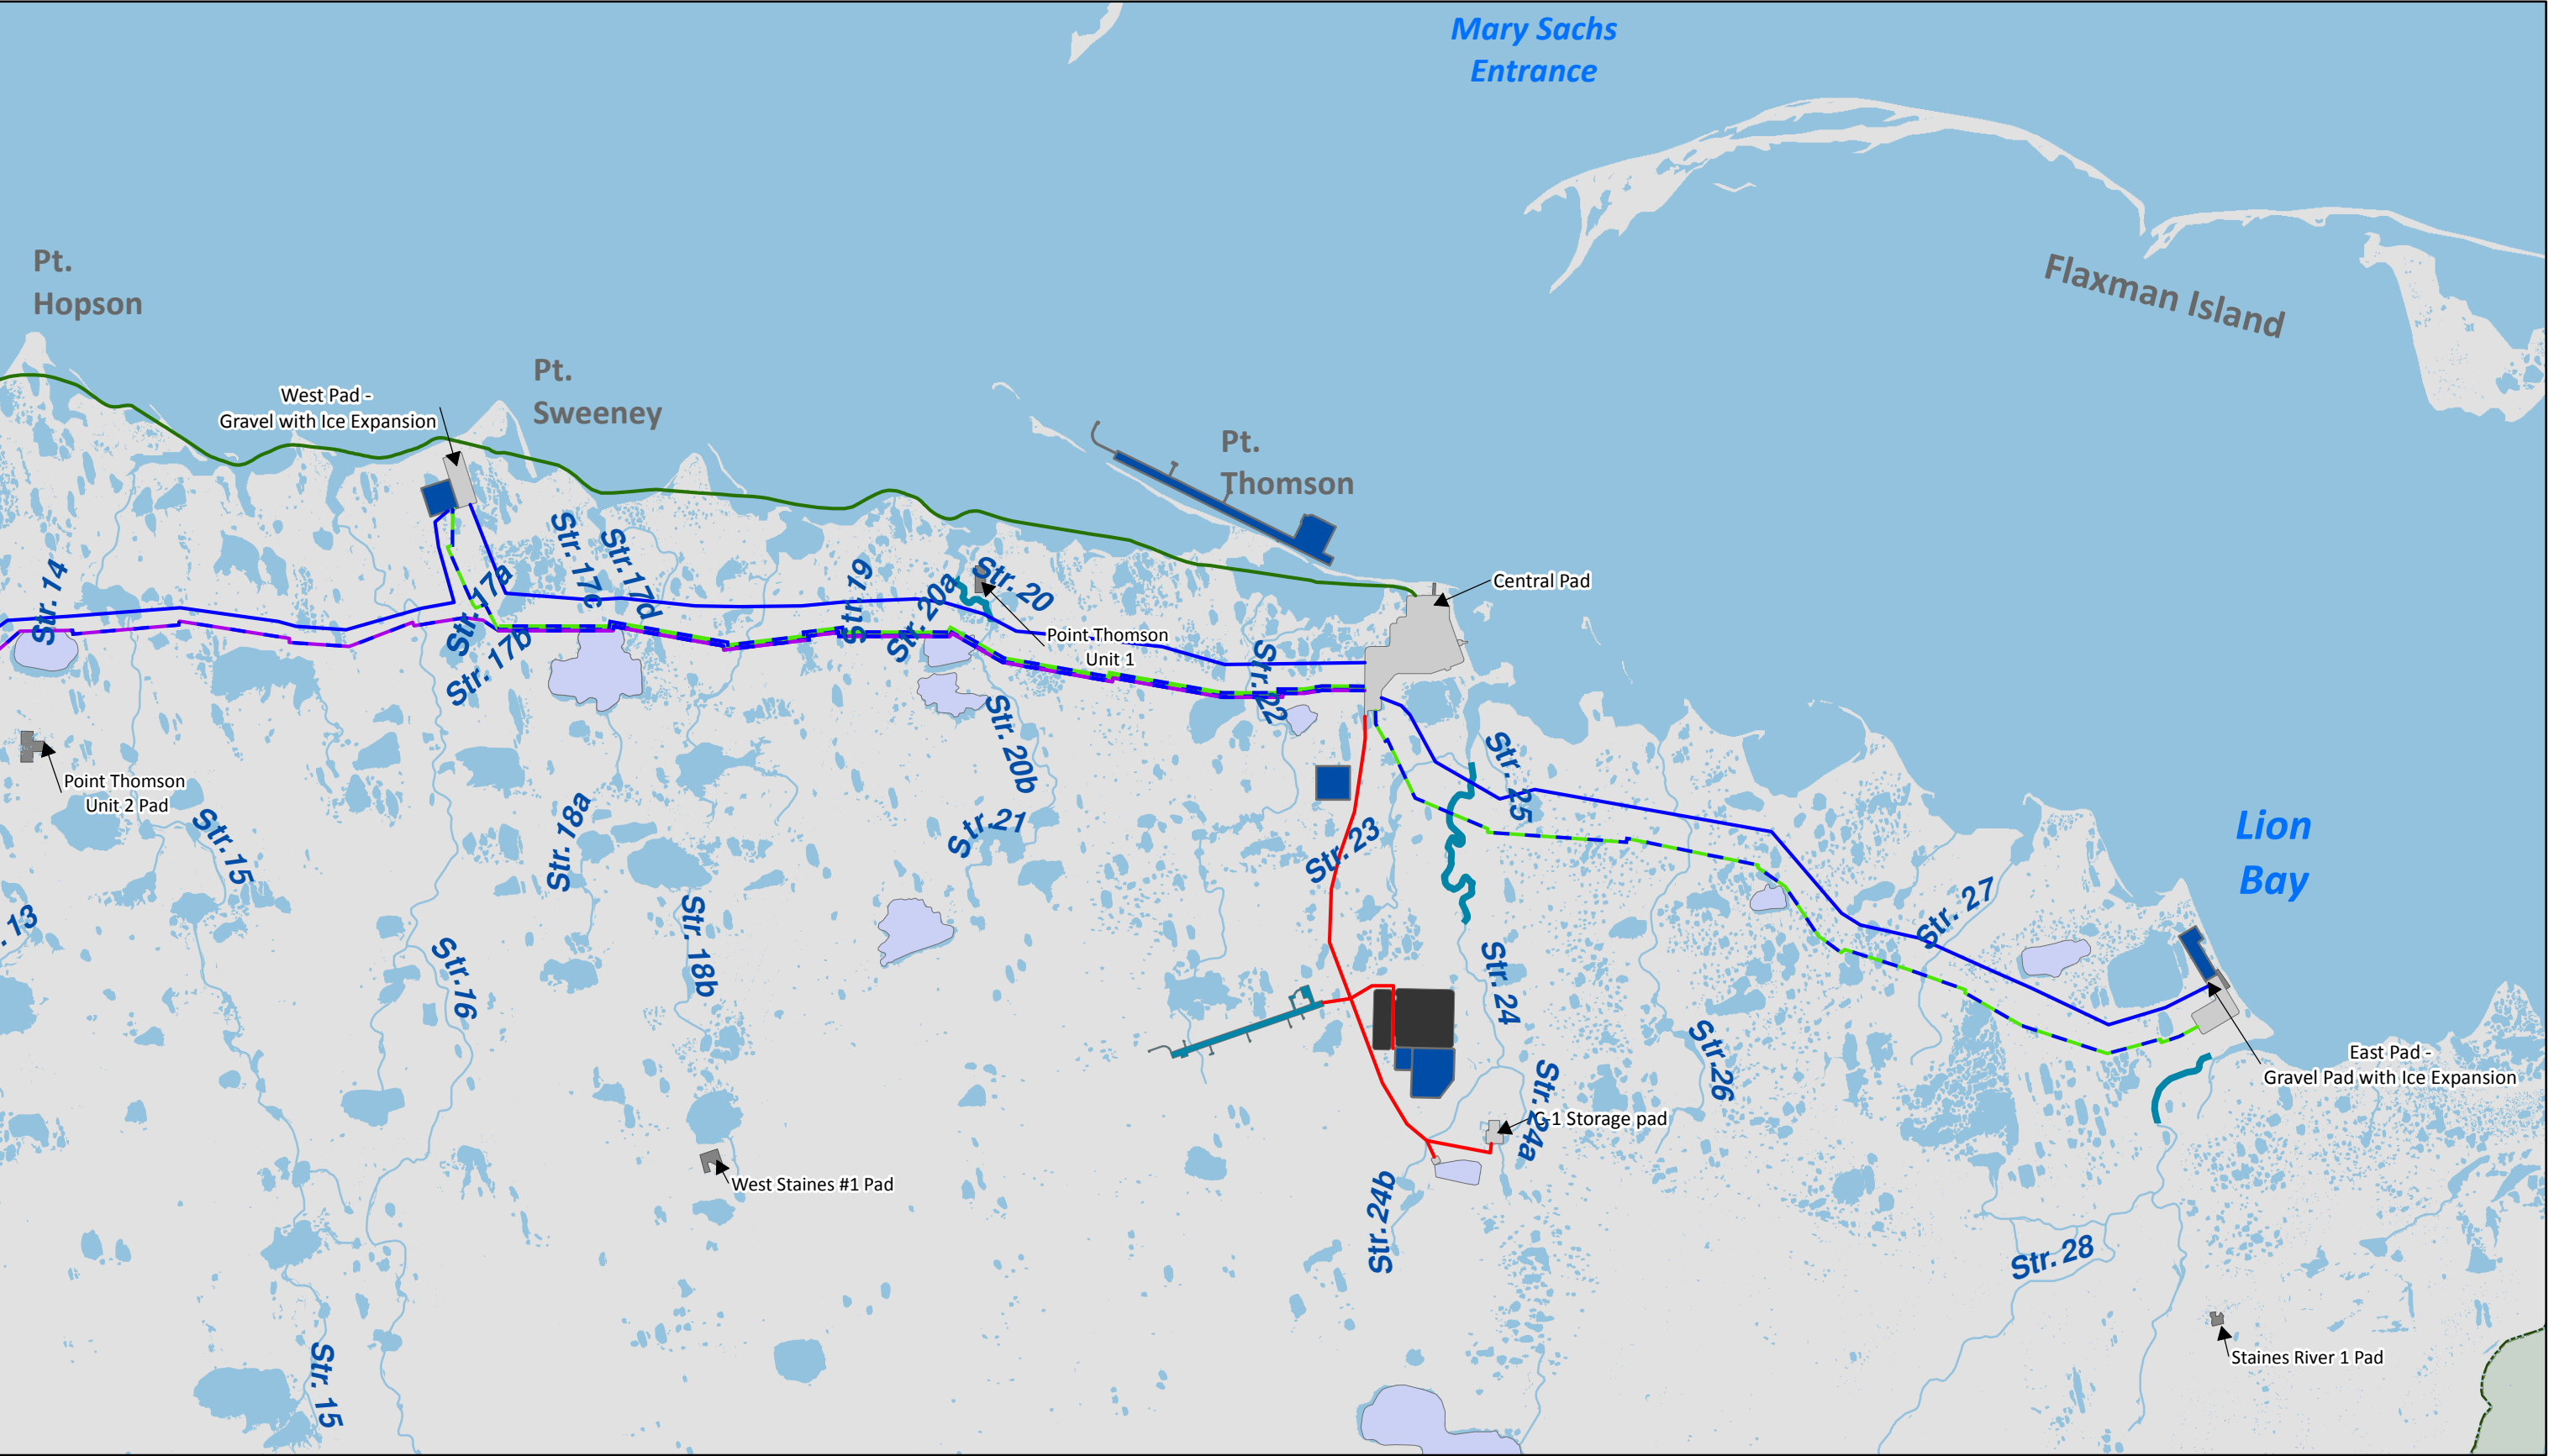 Mary Sachs
Entrance
Pt.
Hopson
Flaxman Island
Pt.
Sweeney
West Pad -
Gravel with Ice Expansion
Pt.
Thomson
Str. 14
Str. 17a
Str. 17b
Str. 17c
Str.17d
Str. 19
Str. 20a
Str. 20
Central Pad
Point Thomson
Unit 1
Str. 22
Str. 20b
Str. 25
Point Thomson
Unit 2 Pad
Str. 15
Str. 18a
Str.21
Str. 23
Lion
Bay
. 13
Str.16
Str. 18b
Str. 24
Str. 27
Str.26
East Pad -
Gravel Pad with Ice Expansion
Str. 24a
C-1 Storage pad
West Staines #1 Pad
Str. 24b
Str. 28
Str. 15
Staines River 1 Pad